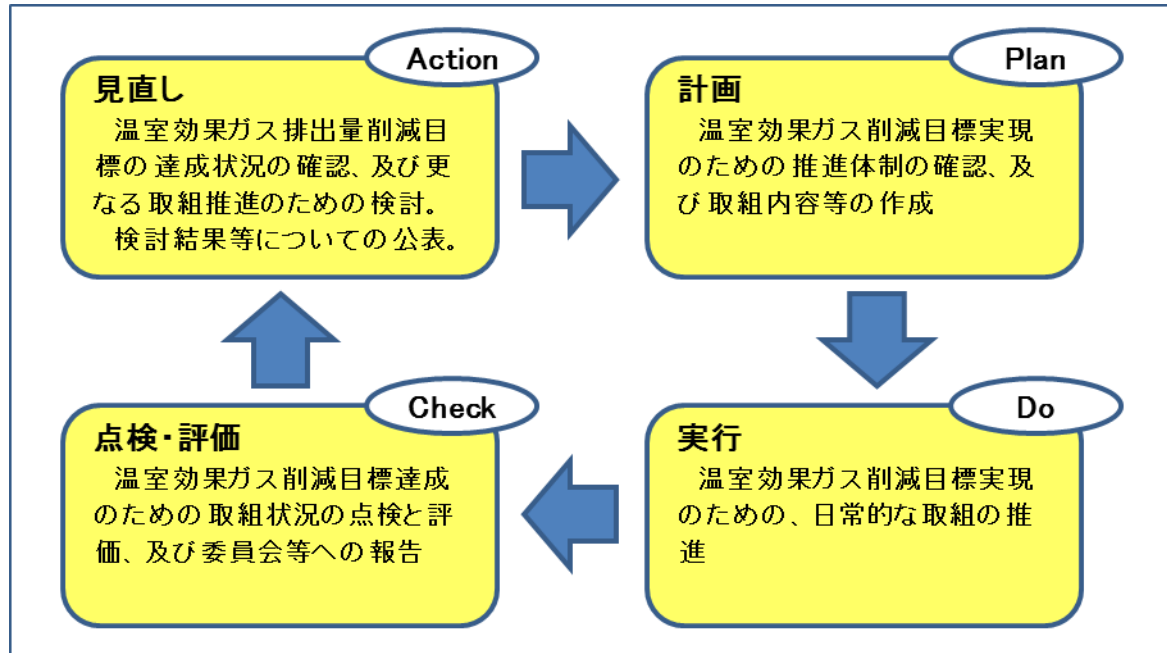 Action
見直し
温室効果ガス排出量削減目
標の達成状況の確認、及び更
なる取組推進のための検討。
検討結果等についての公表。
Plan
計画
温室効果ガス削減目標実現
のための推進体制の確認、及
び取組内容等の作成
Check
点検・評価
温室効果ガス削減目標達成
のための取組状況の点検と評
価、及び委員会等への報告
Do
実行
温室効果ガス削減目標実現
のための、日常的な取組の推
進